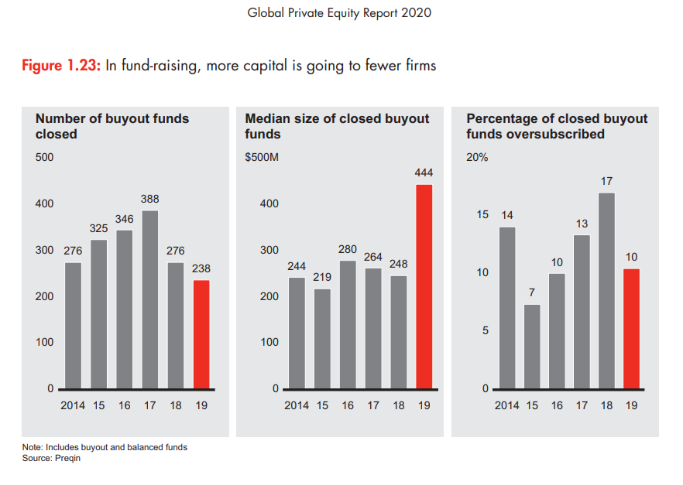 Global Private Equity Report 2020
Figure 1.23: In fund-raising, more capital is going to fewer firms
Number of buyout funds
closed
500
400
300
200
100
0
276
325
346
388
276
238
2014 15 16 17 18 19
Median size of closed buyout
funds
$500M
400
300
200
100
0
244
219
280
264
248
444
2014 15 16 17 18 19
Percentage of closed buyout
funds oversubscribed
20%
15
10
5
0
14
7
10
13
17
10
2014 15 16 17 18 19
Note: Includes buyout and balanced funds
Source: Preqin